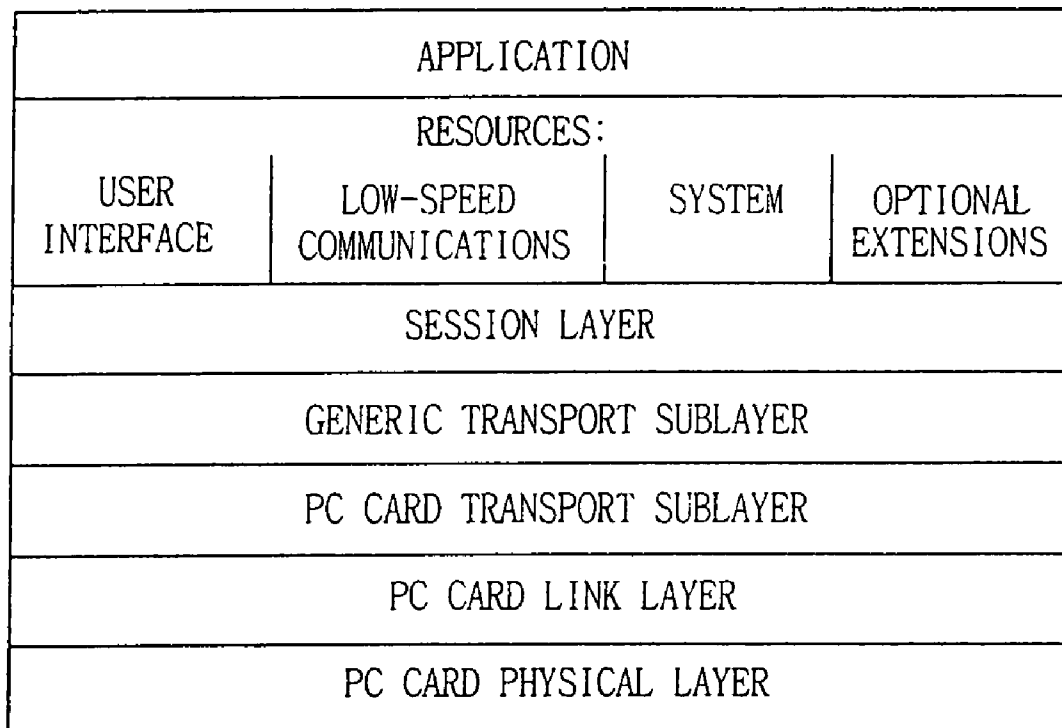 APPLICATION
RESOURCES:
USER
INTERFACE
LOW-SPEED
COMMUNICATIONS
SYSTEM
OPTIONAL
EXTENSIONS
SESSION LAYER
GENERIC TRANSPORT SUBLAYER
PC CARD TRANSPORT SUBLAYER
PC CARD LINK LAYER
PC CARD PHYSICAL LAYER